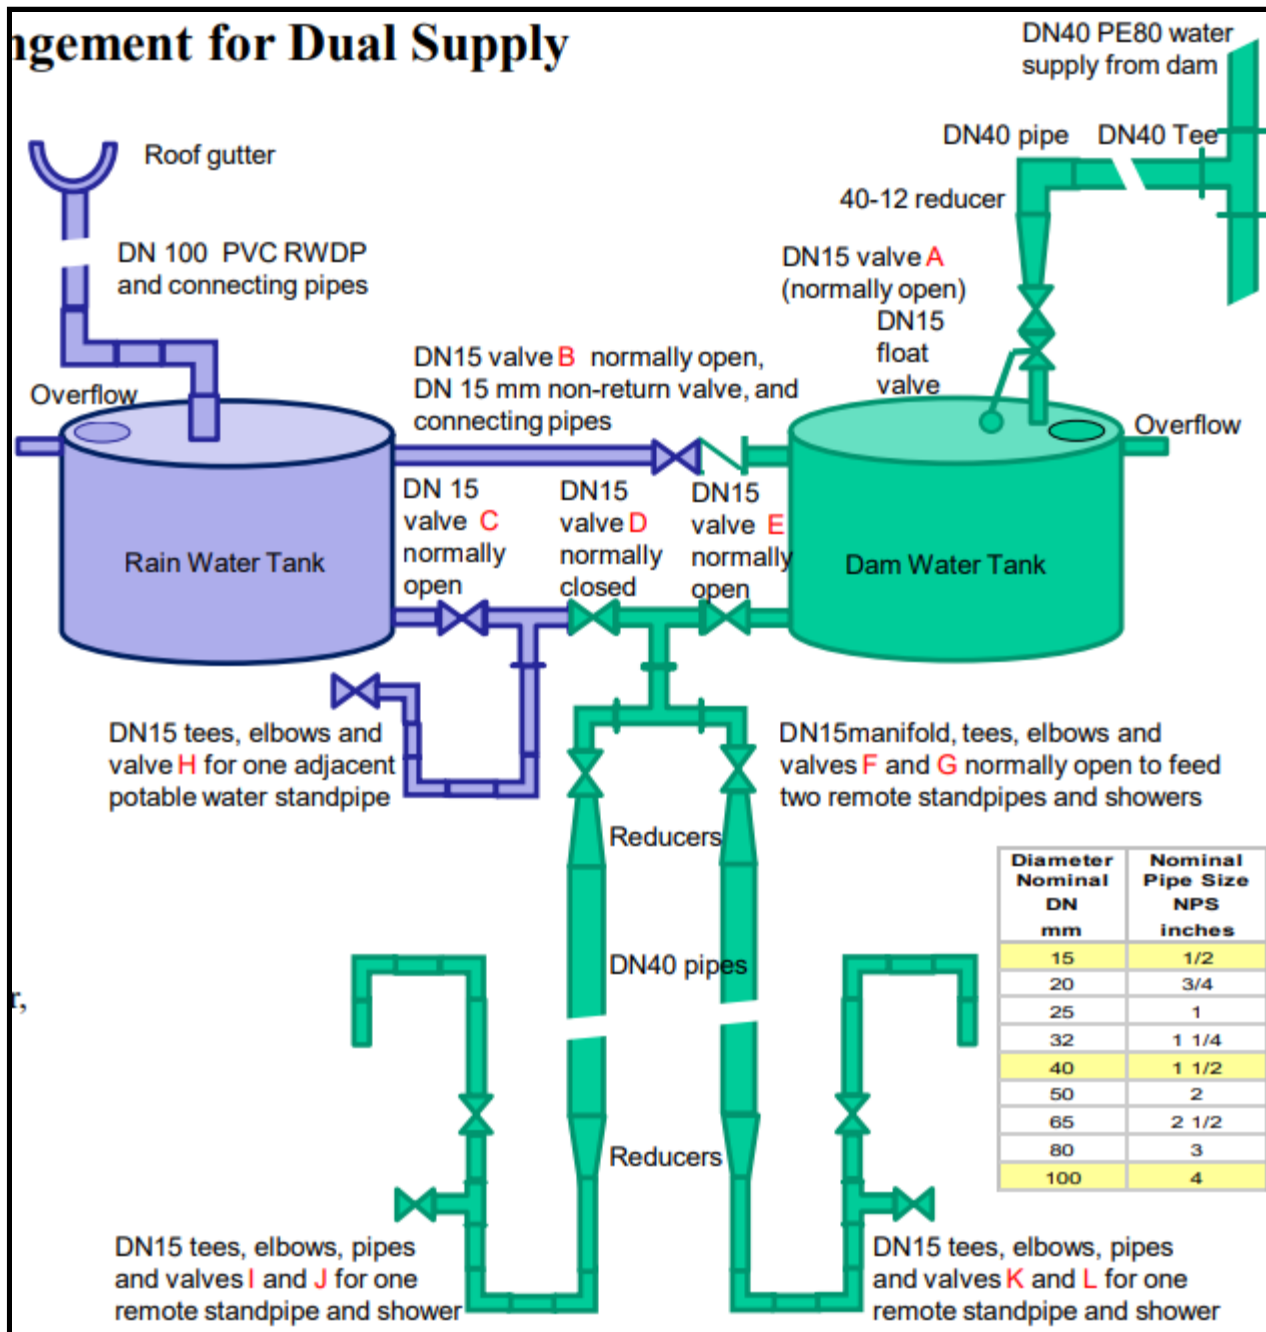 ngement for Dual Supply
DN40 PE80 water
supply from dam
Roof gutter
DN40 pipe
DN40 Tee
40-12 reducer
DN 100 PVC RWDP
and connecting pipes
DN15 valve A
(normally open)
DN15
float
valve
Overflow
DN15 valve B normally open,
DN 15 mm non-return valve, and
connecting pipes
Overflow
DN 15
valve C
normally
open
DN15
valve D
normally
closed
DN15
valve E
normally
open
Rain Water Tank
Dam Water Tank
DN15 tees, elbows and
valve H for one adjacent
potable water standpipe
DN15manifold, tees, elbows and
valves F and G normally open to feed
two remote standpipes and showers
Reducers
DN40 pipes
r,
Reducers
Diameter Nominal DN mm Nominal Pipe Size NPS inches
15 1/2
20 3/4
25 1
32 1 1/4
40 1 1/2
50 2
65 2 1/2
80 3
100 4
DN15 tees, elbows, pipes
and valves I and J for one
remote standpipe and shower
DN15 tees, elbows, pipes
and valves K and L for one
remote standpipe and shower